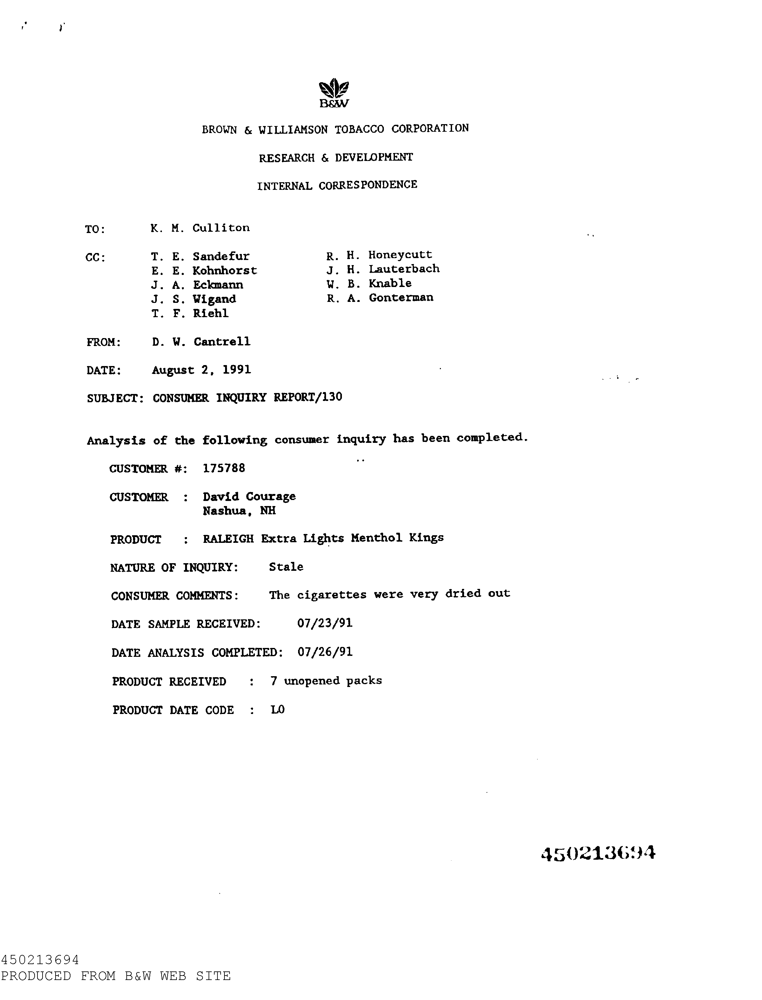 B&W
BROWN & WILLIAMSON TOBACCO CORPORATION
RESEARCH & DEVELOPMENT
INTERNAL CORRESPONDENCE
TO: K. M. Culliton
CC: T. E. Sandefur R. H. Honeycutt
E. E. Kohnhorst J. H. Lauterbach
J. A. Eckmann W. B. Knable
J. S. Wigand R. A. Gonterman
T. F. Riehl
FROM: D. W. Cantrell
DATE: August 2, 1991
SUBJECT: CONSUMER INQUIRY REPORT/130
Analysis of the following consumer inquiry has been completed.
CUSTOMER #: 175788
CUSTOMER : David Courage
Nashua, NH
PRODUCT : RALEIGH Extra Lights Menthol Kings
NATURE OF INQUIRY: Stale
CONSUMER COMMENTS: The cigarettes were very dried out
DATE SAMPLE RECEIVED: 07/23/91
DATE ANALYSIS COMPLETED: 07/26/91
PRODUCT RECEIVED : 7 unopened packs
PRODUCT DATE CODE : LO
450213694
450213694
PRODUCED FROM B&W WEB SITE